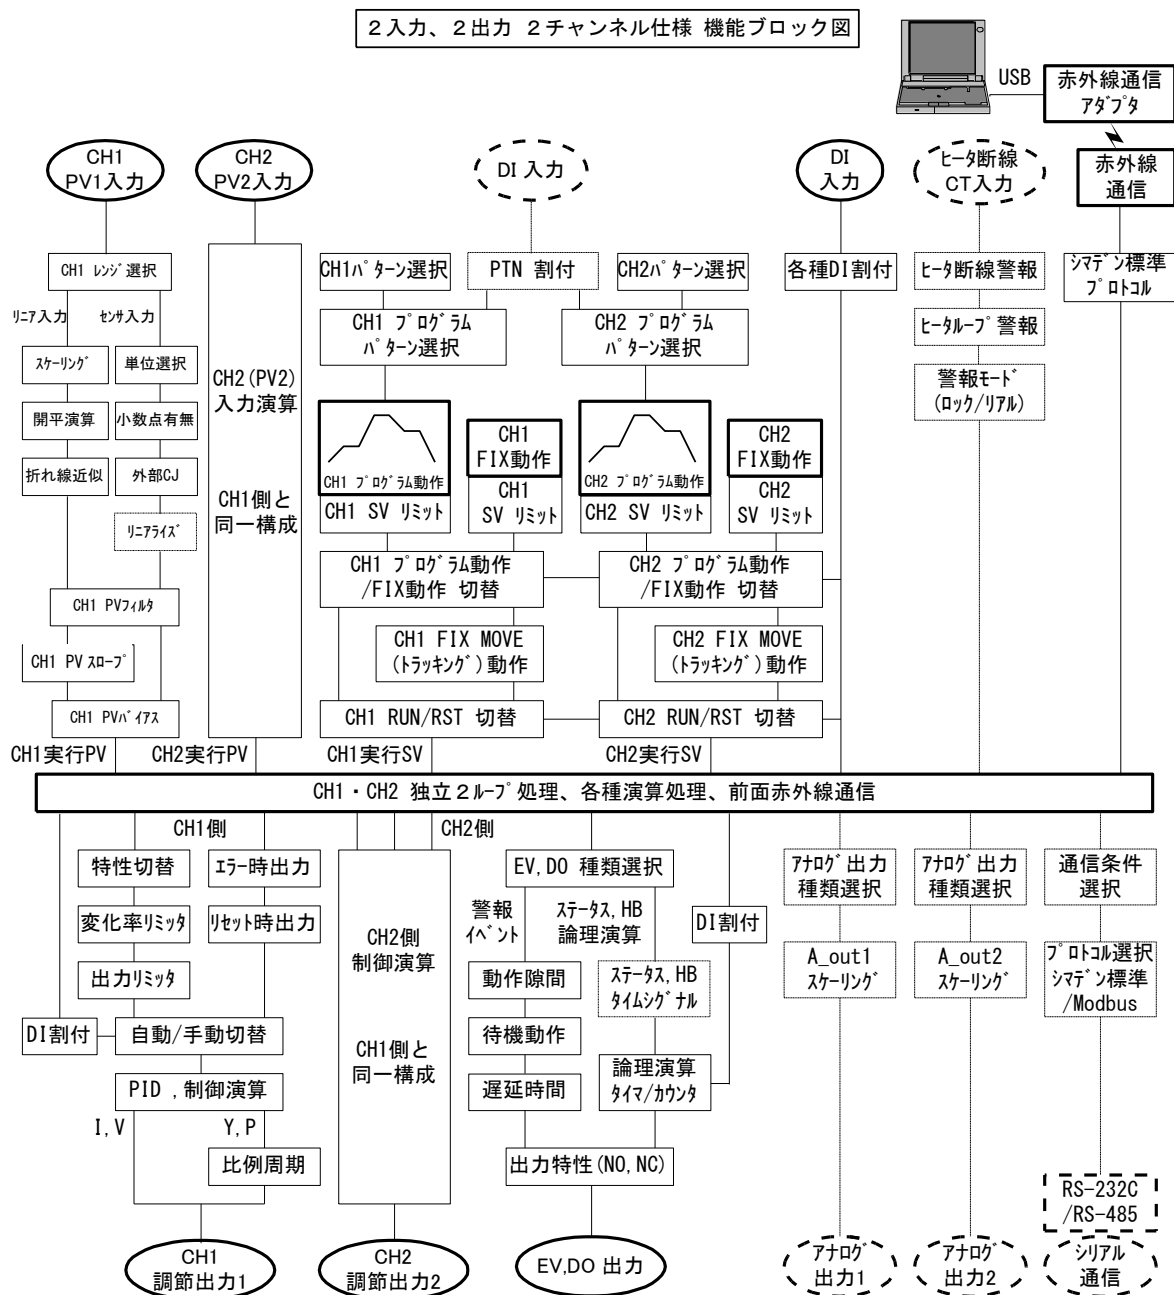 2入力、2出力 2チャンネル仕様 機能ブロック図
USB
赤外線通信
アダプタ
CH1
PV1入力
CH2
PV2入力
DI 入力
DI
入力
ヒータ断線
CT入力
赤外線
通信
CH1 レンジ選択
CH1パターン選択
PTN 割付
CH2パターン選択
各種DI割付
ヒータ断線警報
シマデン標準
プロトコル
リニア入力
センサ入力
CH1 プログラム
パターン選択
CH2 プログラム
パターン選択
ヒータループ警報
スケーリング
単位選択
CH2(PV2)
入力演算
警報モード
(ロック/リアル)
開平演算
小数点有無
折れ線近似
外部CJ
リニアライズ
CH1側と
同一構成
CH1 プログラム動作
CH1
FIX動作
CH2 プログラム動作
CH2
FIX動作
CH1 SV リミット
CH1
SV リミット
CH2 SV リミット
CH2
SV リミット
CH1 プログラム動作
/FIX動作 切替
CH2 プログラム動作
/FIX動作 切替
CH1 PVフィルタ
CH1 PV スロープ
CH1 FIX MOVE
(トラッキング)動作
CH2 FIX MOVE
(トラッキング)動作
CH1 PVバイアス
CH1 RUN/RST 切替
CH2 RUN/RST 切替
CH1実行PV
CH2実行PV
CH1実行SV
CH2実行SV
CH1・CH2 独立2ループ処理、各種演算処理、前面赤外線通信
CH1側
CH2側
特性切替
エラー時出力
EV,DO 種類選択
アナログ出力
種類選択
アナログ出力
種類選択
通信条件
選択
変化率リミッタ
リセット時出力
警報
イベント
ステータス,HB
論理演算
DI割付
CH2側
制御演算
出力リミッタ
動作隙間
ステータス,HB
タイムシグナル
A_out1
スケーリング
A_out2
スケーリング
プロトコル選択
シマデン標準
/Modbus
DI割付
自動/手動切替
待機動作
CH1側と
同一構成
PID ,制御演算
遅延時間
論理演算
タイマ/カウンタ
I,V
Y,P
比例周期
出力特性(NO,NC)
RS-232C
/RS-485
CH1
調節出力1
CH2
調節出力2
EV,DO 出力
アナログ
出力1
アナログ
出力2
シリアル
通信